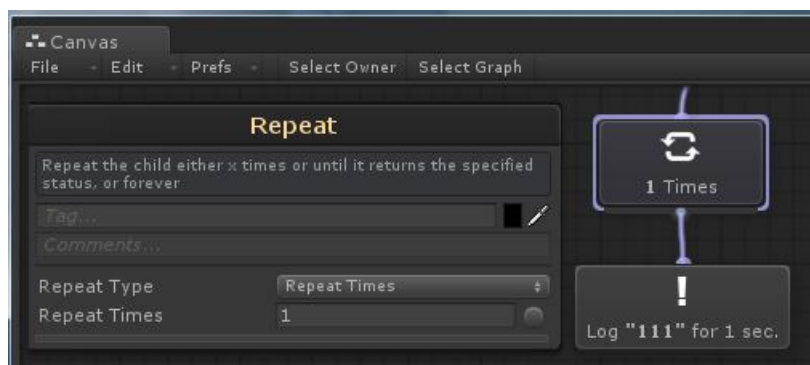 Canvas
File Edit Prefs Select Owner Select Graph
Repeat
Repeat the child either x times or until it returns the specified
status, or forever
Tag...
Comments...
Repeat Type Repeat Times
Repeat Times 1
1 Times
Log "111" for 1 sec.